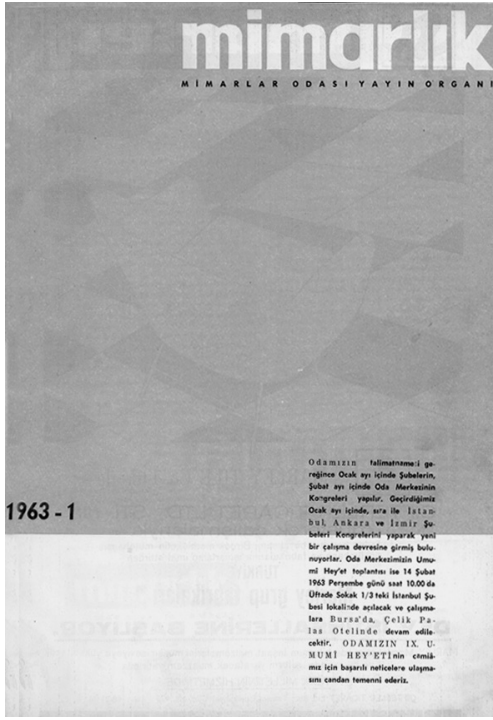 mimarlık
MİMARLAR ODASI YAYIN ORGANI
1963 - 1
Odamızın talimatnamesi ge-
reğince Ocak ayı içinde Şubelerin,
Şubat ayı içinde Oda Merkezinin
Kongreleri yapılır. Geçirdiğimiz
Ocak ayı içinde, sıra ile İstan-
bul, Ankara ve İzmir Şu-
beleri Kongrelerini yaparak yeni
bir çalışma devresine girmiş bulu-
nuyorlar. Oda Merkezimizin Umu-
mî Hey'et toplantısı ise 14 Şubat
1963 Perşembe günü saat 10.00 da
Üftade Sokak 1/3 teki İstanbul Şu-
besi lokalinde açılacak ve çalışma-
lara Bursa'da, Çelik Pa-
las Otelinde devam edile-
cektir. ODAMIZIN IX. U-
MUMİ HEY'ETİ nin camia-
mız için başarılı neticelere ulaşma-
sını candan temenni ederiz.